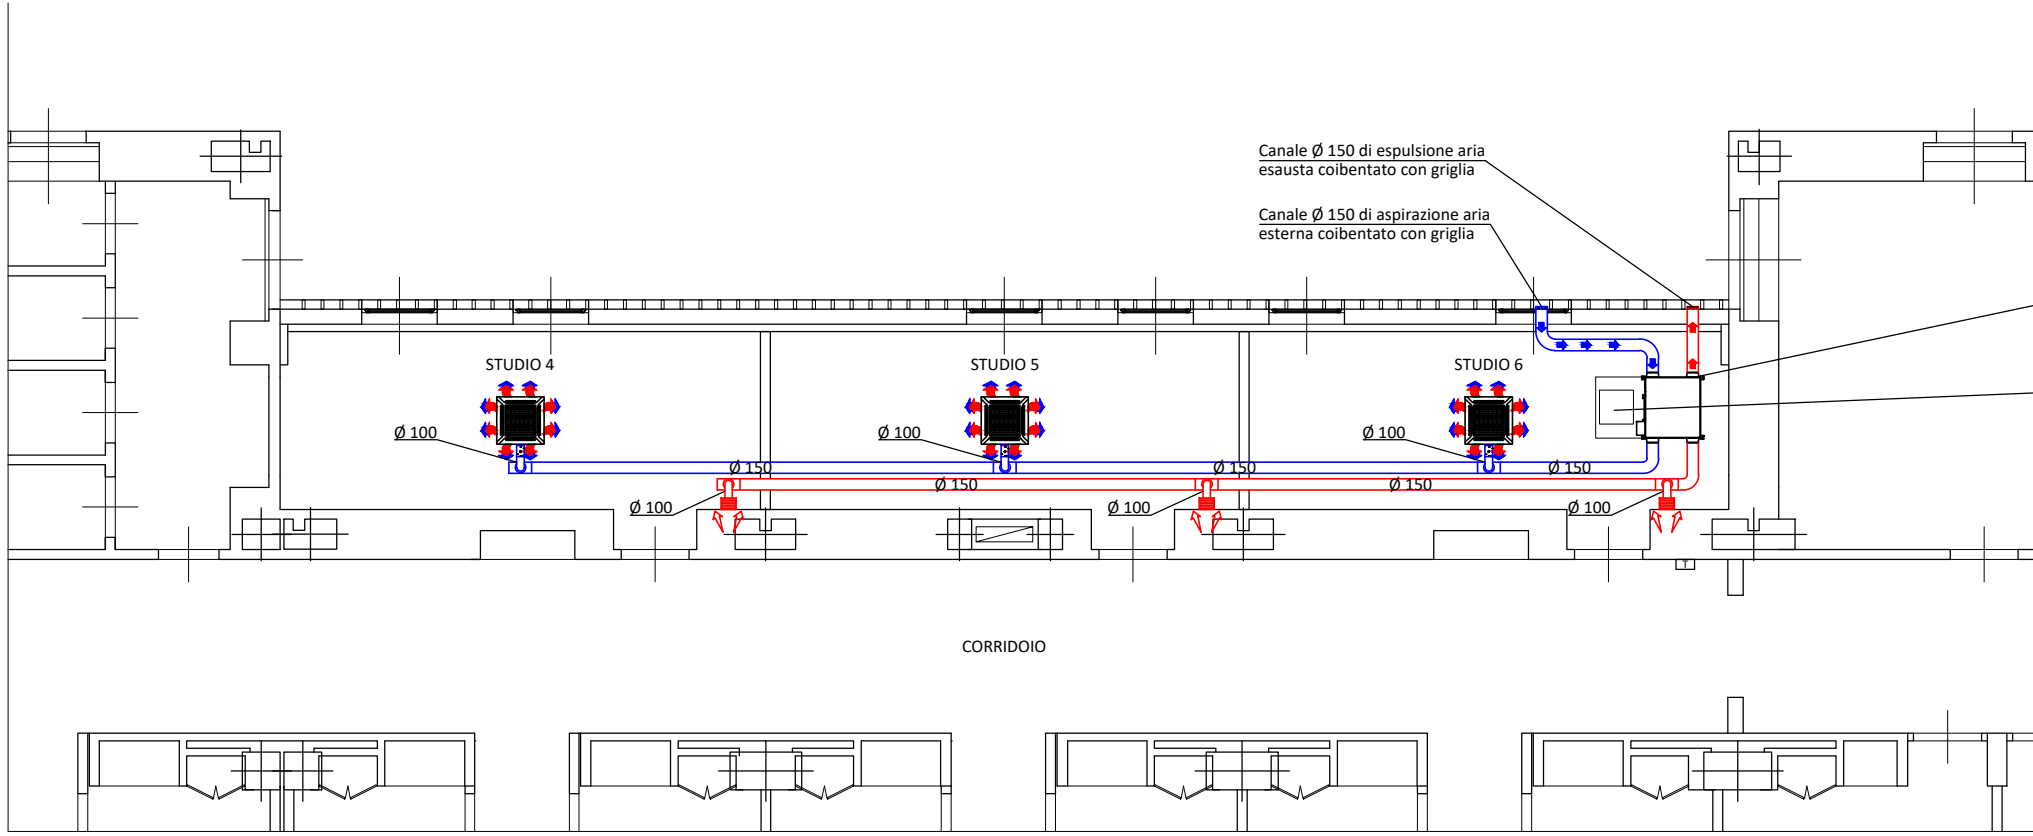 Canale Ø 150 di espulsione aria
esausta coibentato con griglia
Canale Ø 150 di aspirazione aria
esterna coibentato con griglia
STUDIO 4
STUDIO 5
STUDIO 6
Ø 100
Ø 100
Ø 100
Ø 150
Ø 150
Ø 150
Ø 150
Ø 150
Ø 100
Ø 100
Ø 100
T
CORRIDOIO